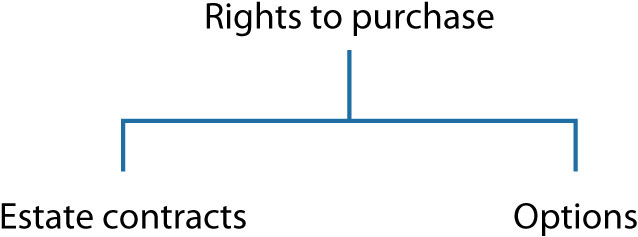 Rights to purchase
Estate contracts
Options